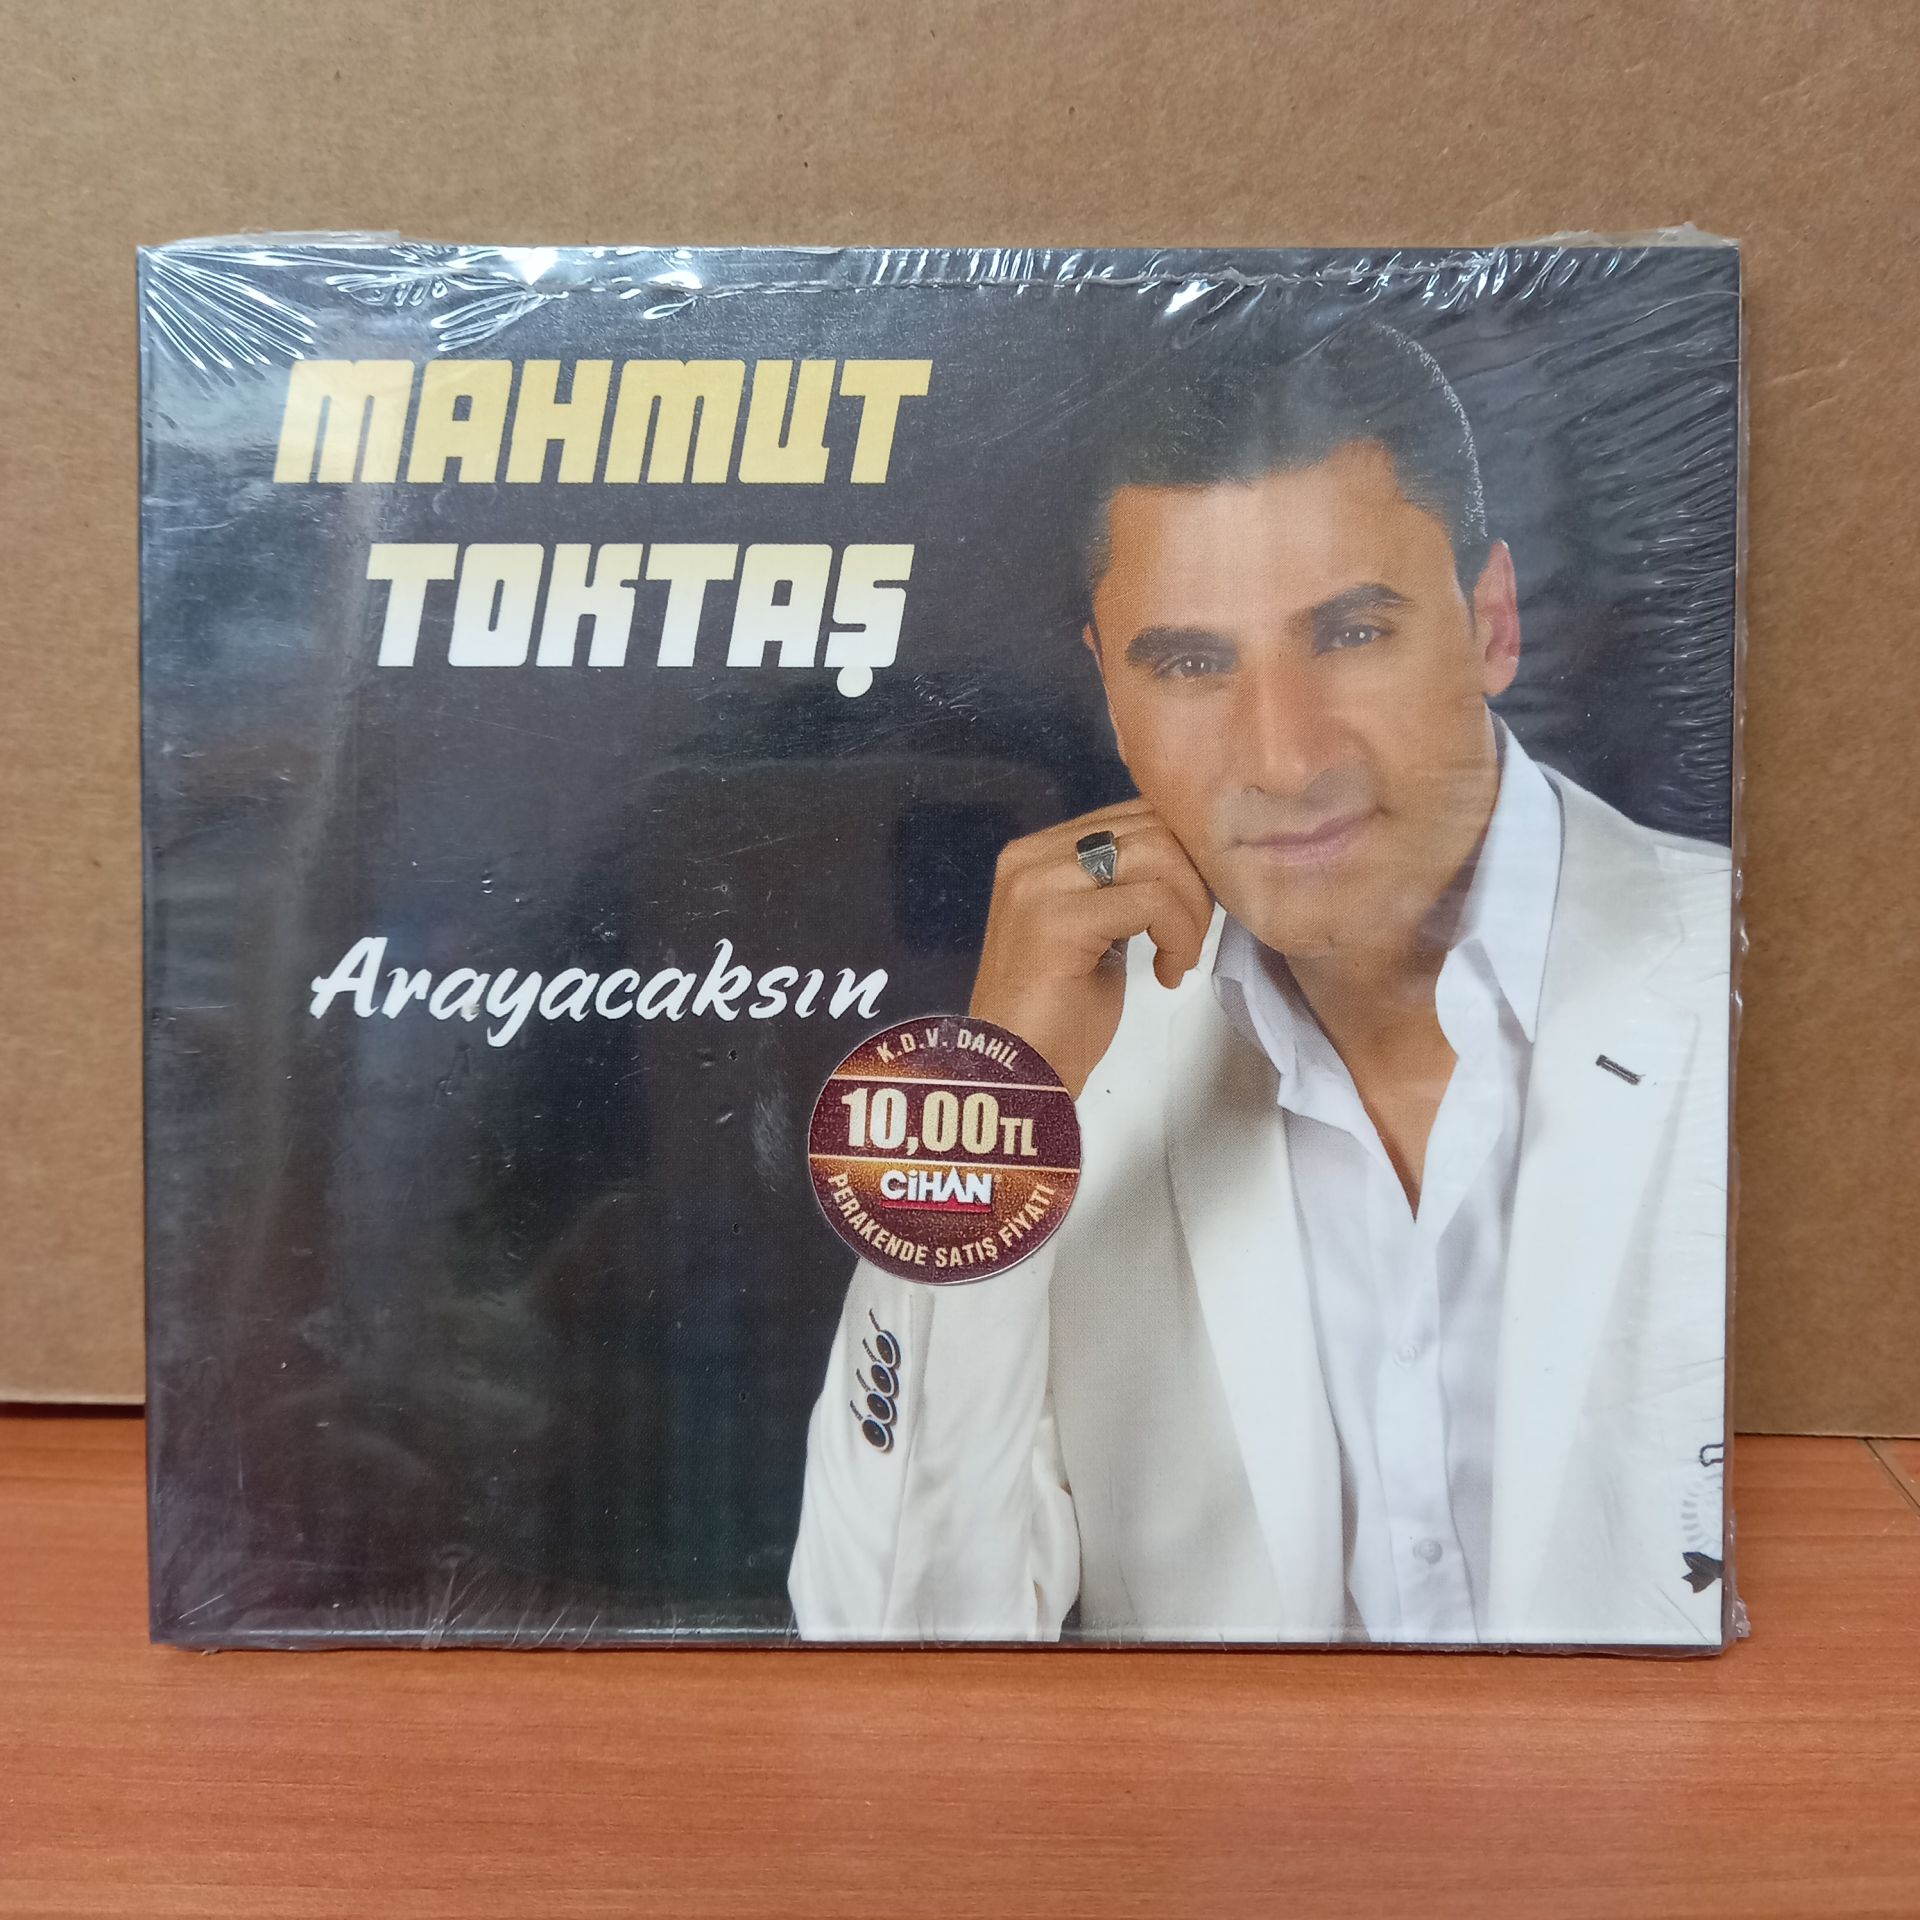 MAHMUT
TOKTAŞ
Arayacaksın
K.D.V. DAHİL
10,00TL
CİHAN
PERAKENDE SATIŞ FİYATI